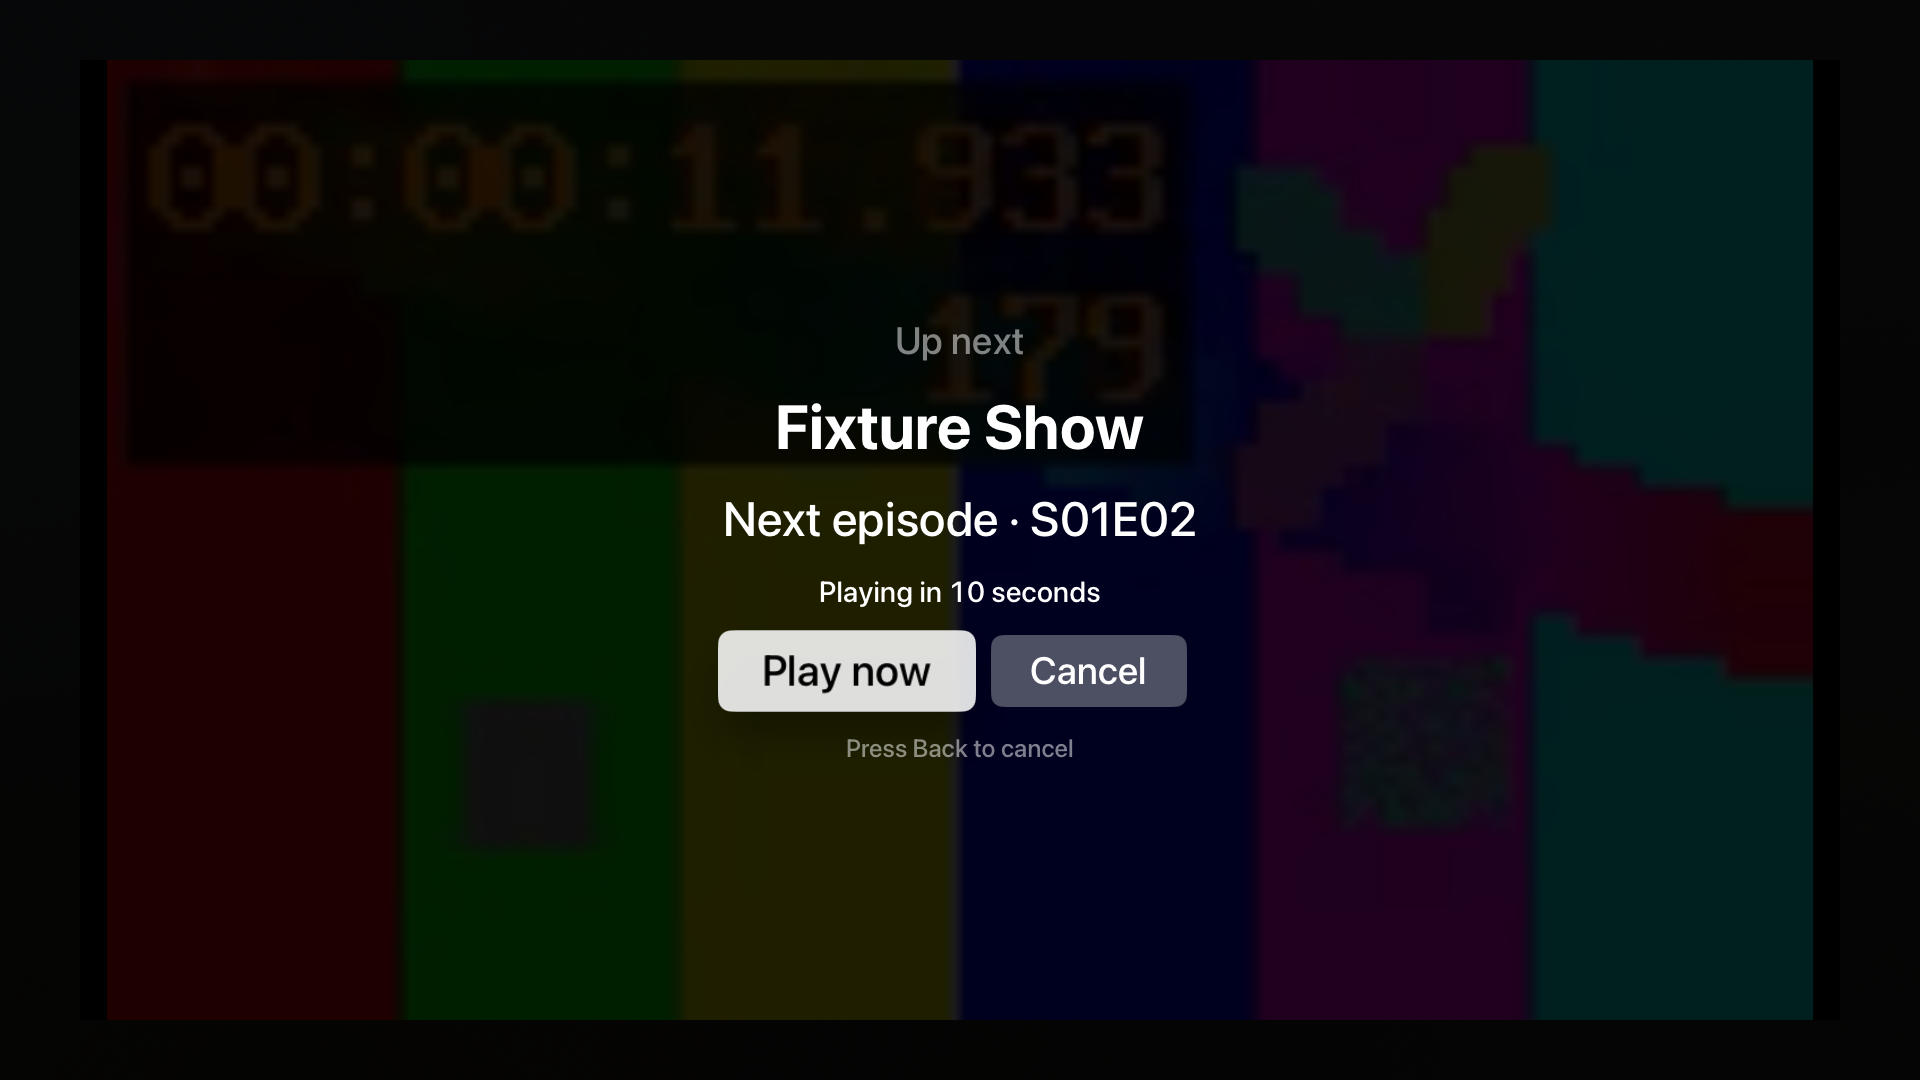 00:00:11.933
179
Up next
Fixture Show
Next episode · S01E02
Playing in 10 seconds
Play now
Cancel
Press Back to cancel